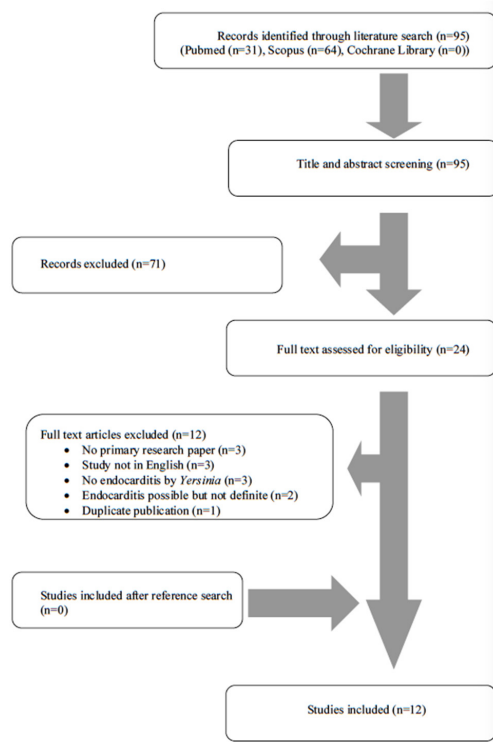 Records identified through literature search (n=95)
(Pubmed (n=31), Scopus (n=64), Cochrane Library (n=0))
Title and abstract screening (n=95)
Records excluded (n=71)
Full text assessed for eligibility (n=24)
Full text articles excluded (n=12)
• No primary research paper (n=3)
• Study not in English (n=3)
• No endocarditis by Yersinia (n=3)
• Endocarditis possible but not definite (n=2)
• Duplicate publication (n=1)
Studies included after reference search
(n=0)
Studies included (n=12)